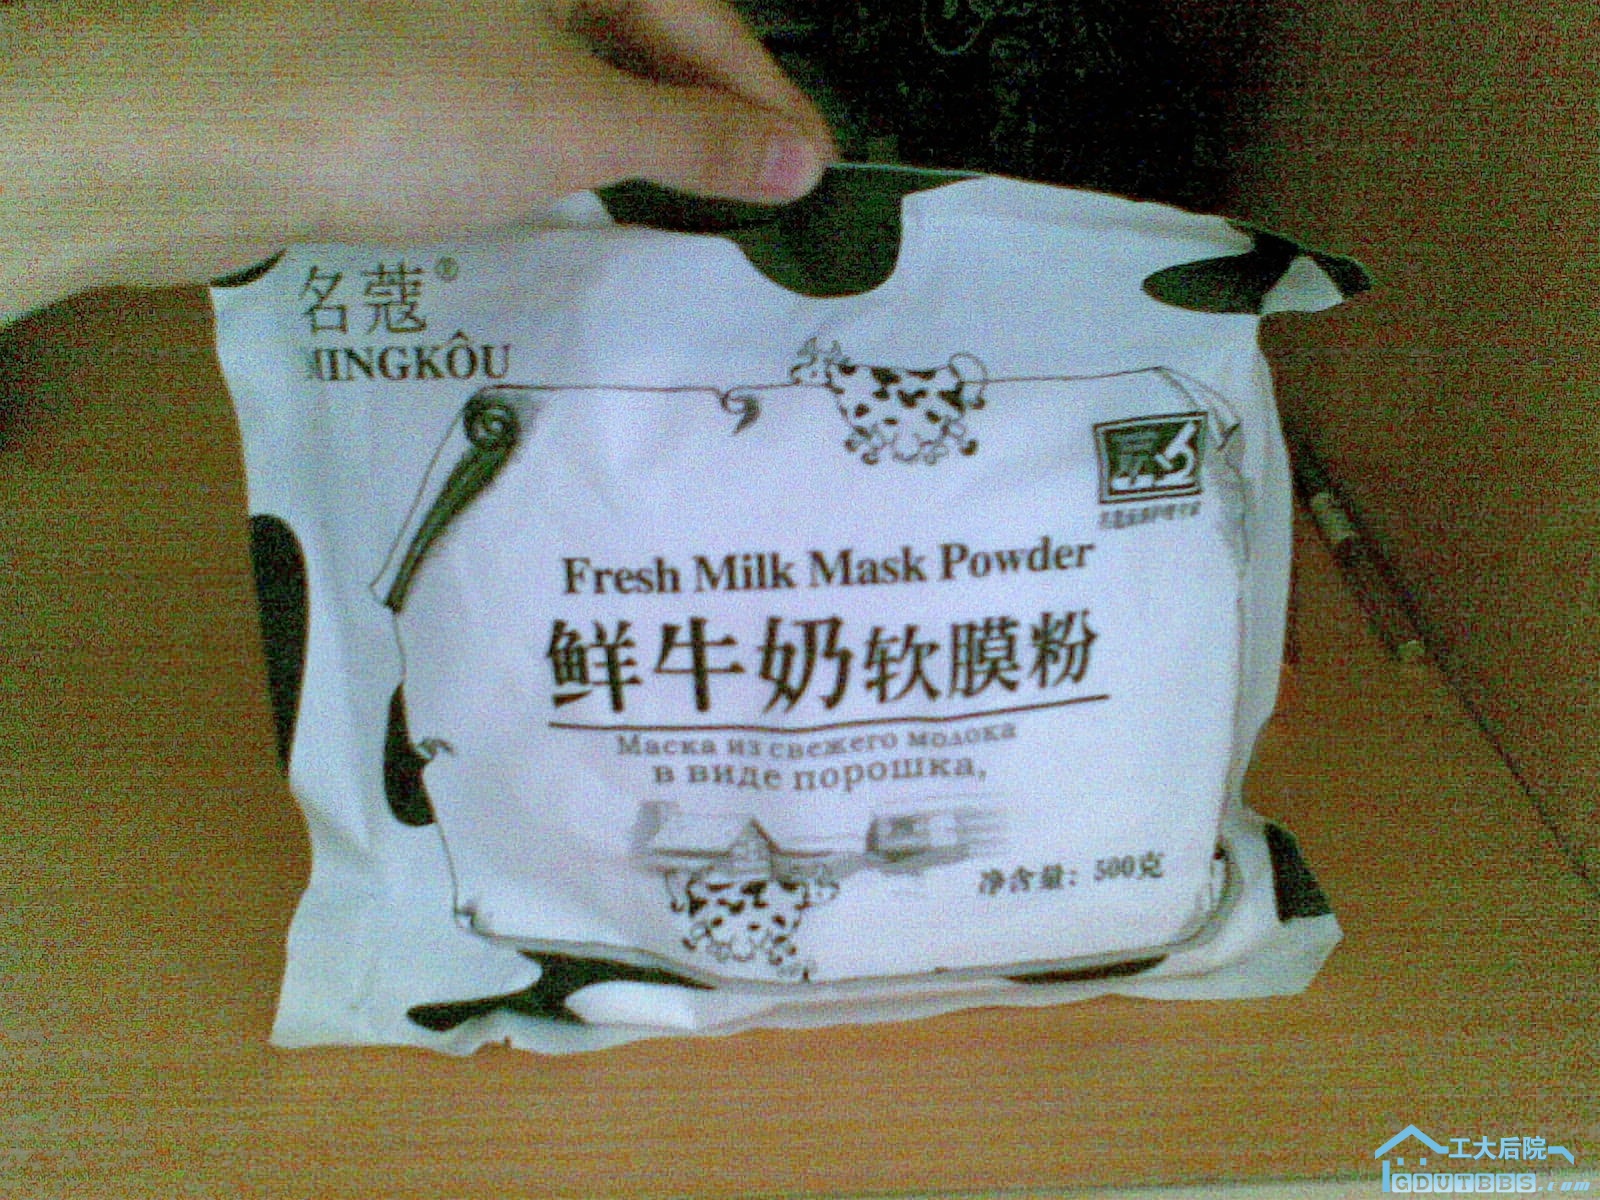 名蔻®
MINGKÔU
Fresh Milk Mask Powder
鲜牛奶软膜粉
Маска из свежего молока
в виде порошка,
净含量：500克
工大后院
GDUTBBS.com